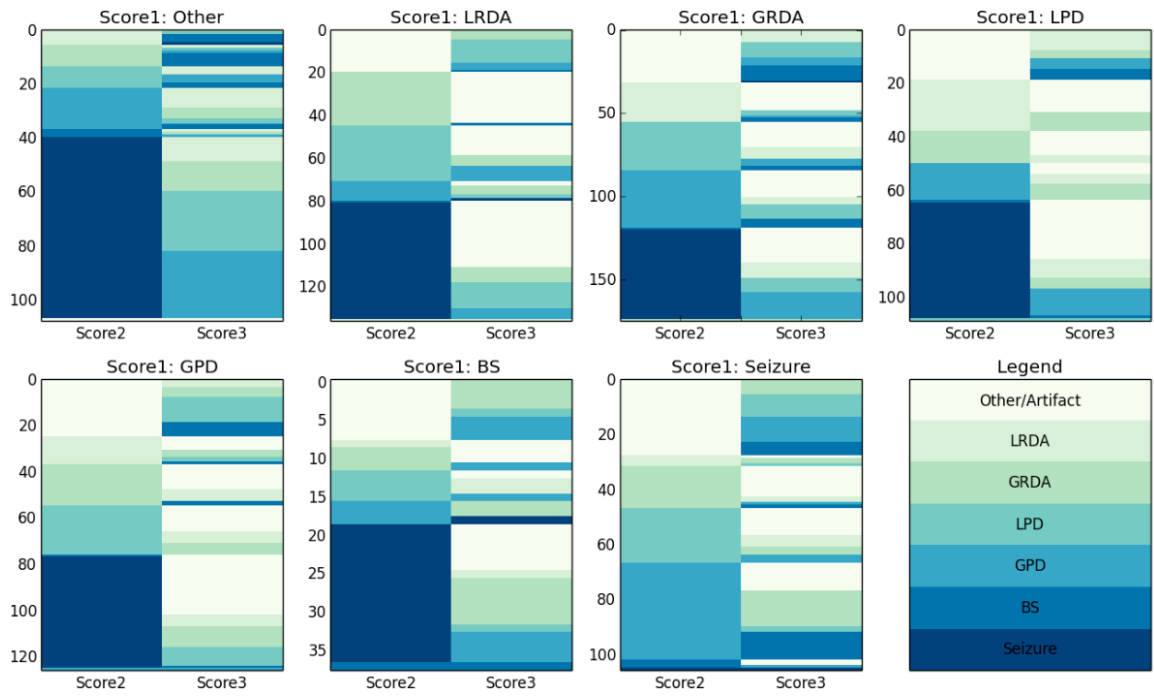 Score1: Other
0
20
40
60
80
100
Score2 Score3
Score1: LRDA
0
20
40
60
80
100
120
Score2 Score3
Score1: GRDA
0
50
100
150
Score2 Score3
Score1: LPD
0
20
40
60
80
100
Score2 Score3
Score1: GPD
0
20
40
60
80
100
120
Score2 Score3
Score1: BS
0
5
10
15
20
25
30
35
Score2 Score3
Score1: Seizure
0
20
40
60
80
100
Score2 Score3
Legend
Other/Artifact
LRDA
GRDA
LPD
GPD
BS
Seizure